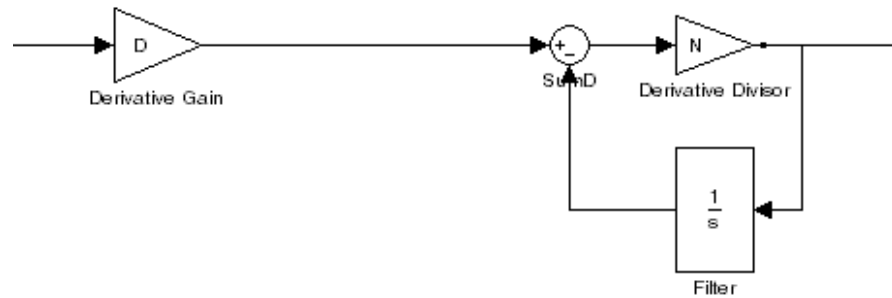 D
Derivative Gain
+
−
SumD
N
Derivative Divisor
1
s
Filter